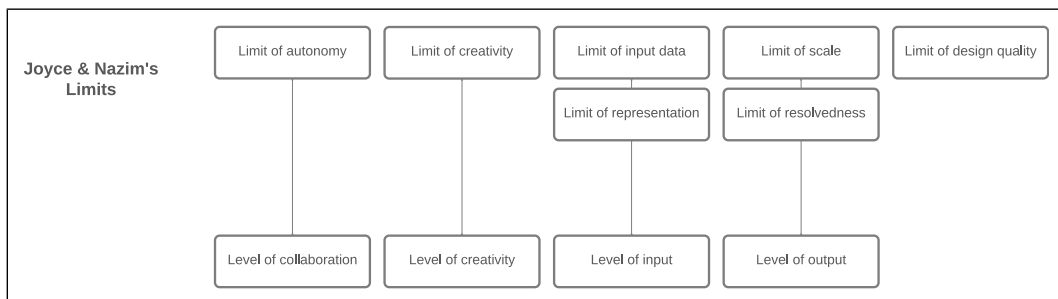 Joyce & Nazim's
Limits
Limit of autonomy
Limit of creativity
Limit of input data
Limit of scale
Limit of design quality
Limit of representation
Limit of resolvedness
Level of collaboration
Level of creativity
Level of input
Level of output